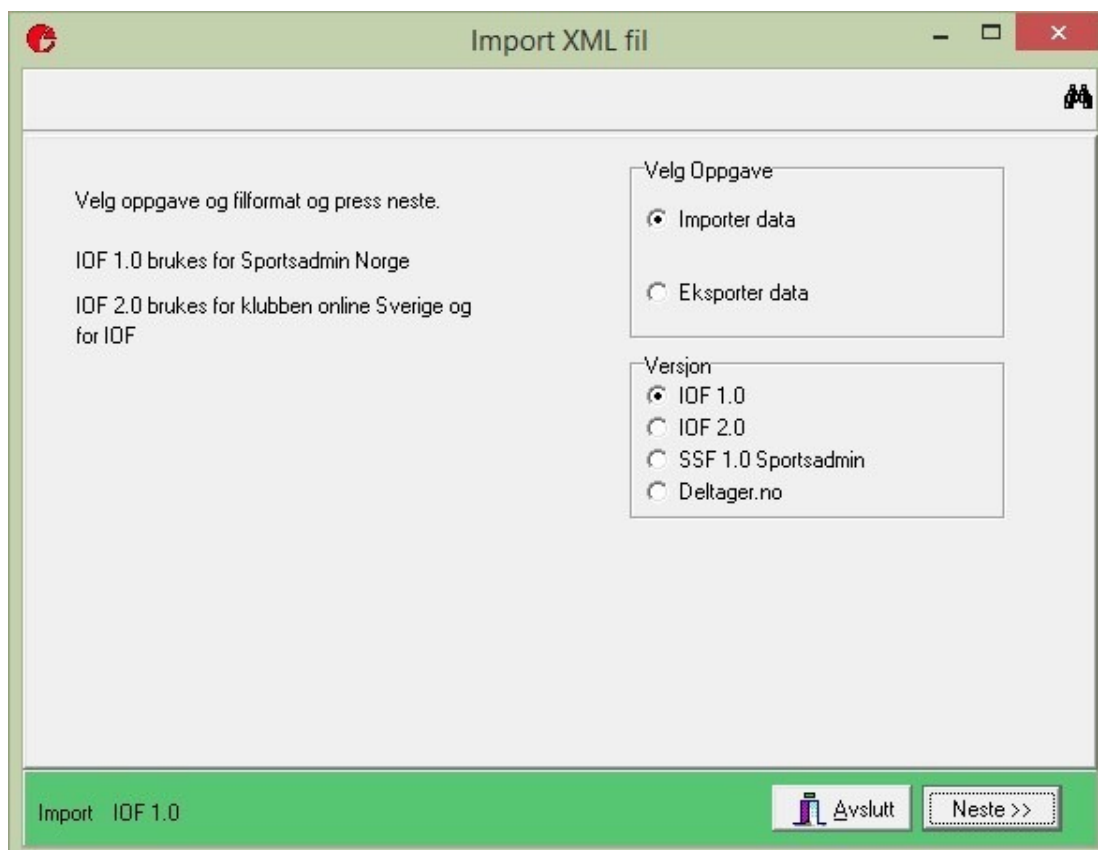 Import XML fil
Velg oppgave og filformat og press neste.
IOF 1.0 brukes for Sportsadmin Norge
IOF 2.0 brukes for klubben online Sverige og
for IOF
Velg Oppgave
Importer data
Eksporter data
Versjon
IOF 1.0
IOF 2.0
SSF 1.0 Sportsadmin
Deltager.no
Import IOF 1.0
Avslutt
Neste >>